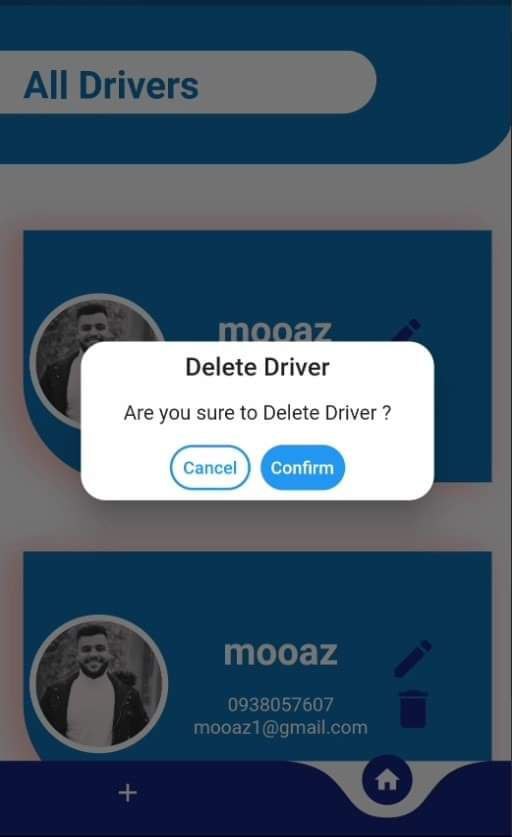 All Drivers
mooaz
Delete Driver
Are you sure to Delete Driver ?
Cancel Confirm
mooaz
0938057607
mooaz1@gmail.com